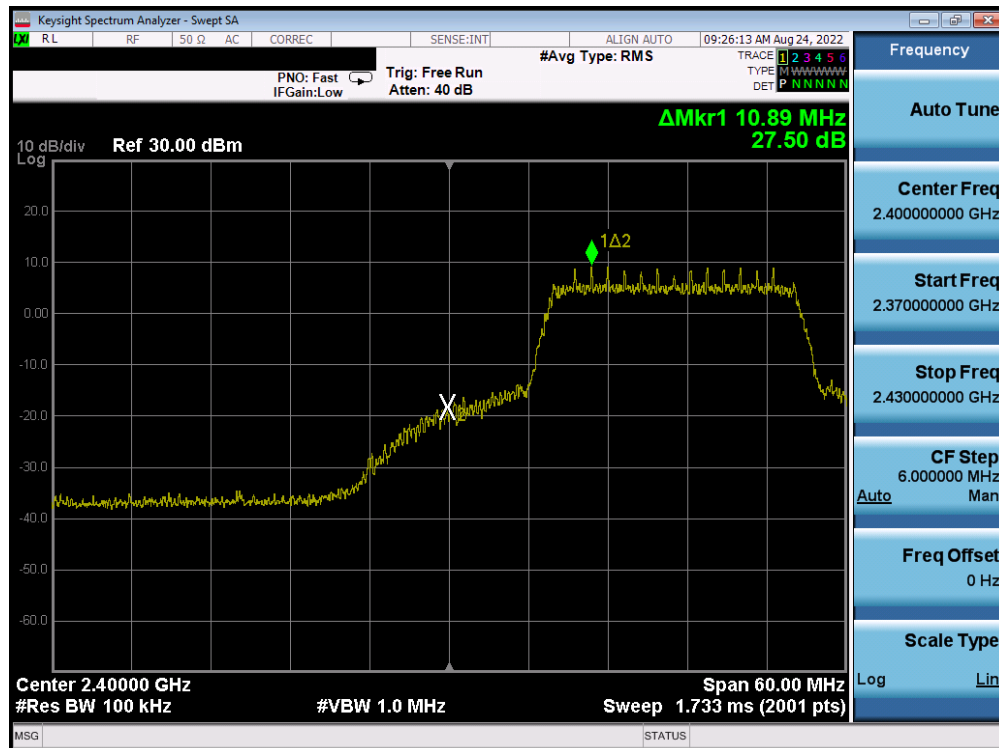 Keysight Spectrum Analyzer - Swept SA
LXI RL RF 50 Ω AC CORREC SENSE:INT ALIGN AUTO 09:26:13 AM Aug 24, 2022
#Avg Type: RMS TRACE 1 2 3 4 5 6
PNO: Fast Trig: Free Run TYPE M WWWWW
IFGain:Low Atten: 40 dB DET P N N N N N
ΔMkr1 10.89 MHz
27.50 dB
10 dB/div Ref 30.00 dBm
Log
20.0
1Δ2
10.0
0.00
-10.0
X2
-20.0
-30.0
-40.0
-50.0
-60.0
Center 2.40000 GHz Span 60.00 MHz
#Res BW 100 kHz #VBW 1.0 MHz Sweep 1.733 ms (2001 pts)
MSG STATUS
Frequency
Auto Tune
Center Freq
2.400000000 GHz
Start Freq
2.370000000 GHz
Stop Freq
2.430000000 GHz
CF Step
6.000000 MHz
Auto Man
Freq Offset
0 Hz
Scale Type
Log Lin